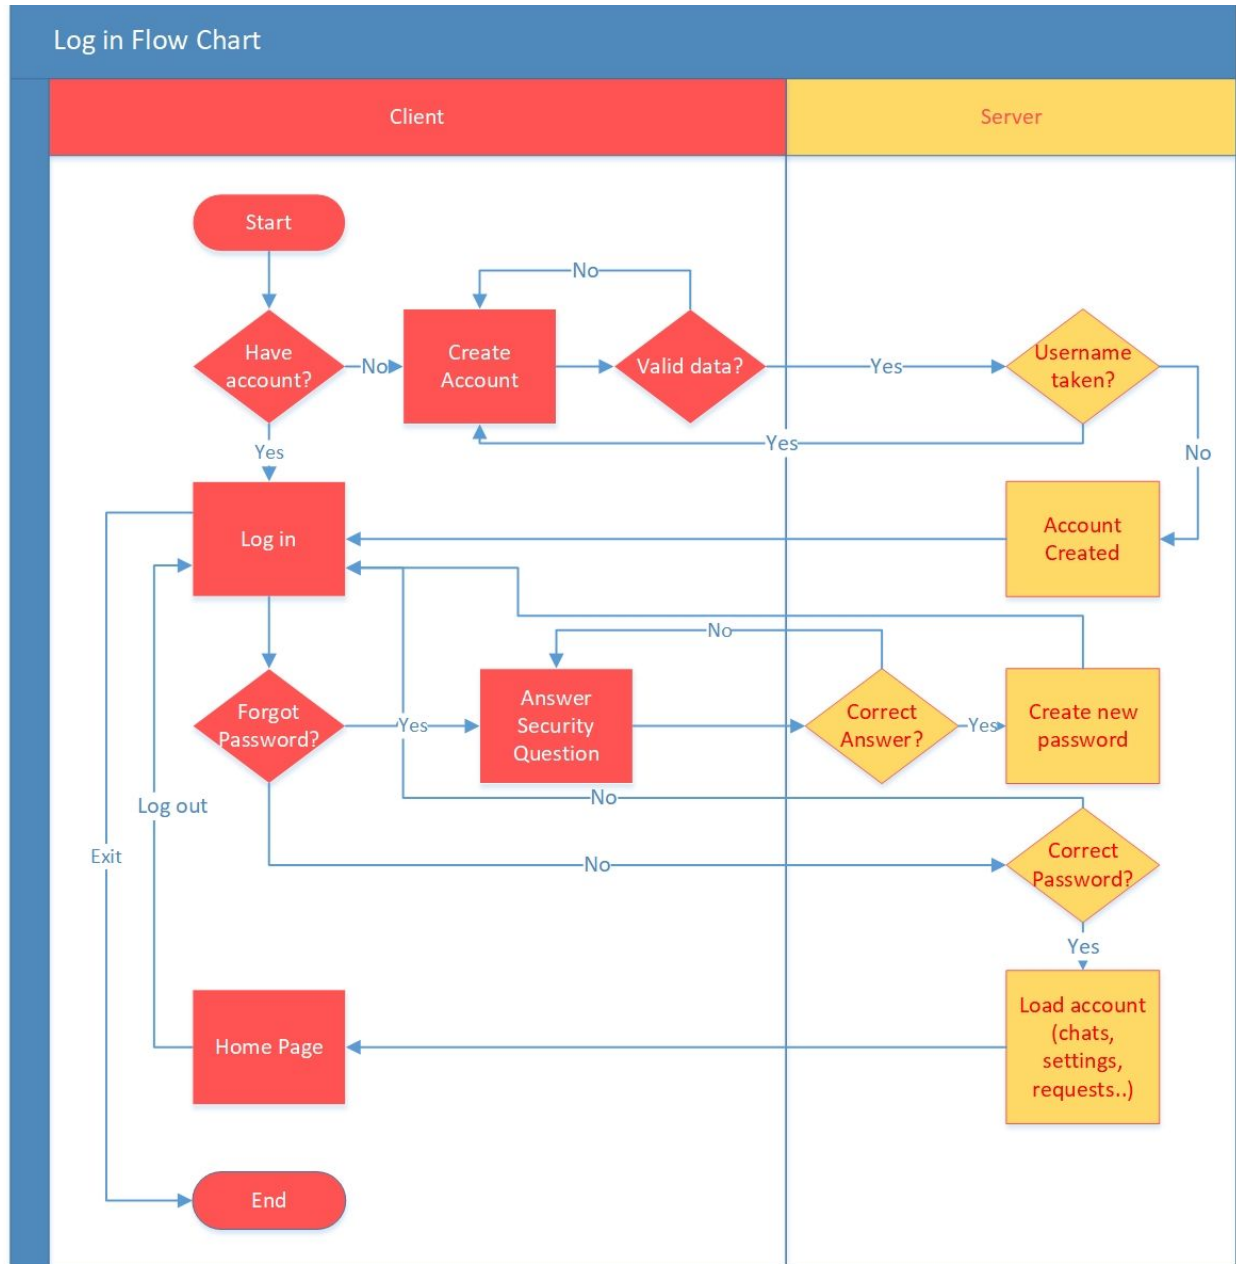 Log in Flow Chart
Client
Server
Start
No
Have
account?
No
Create
Account
Valid data?
Yes
Username
taken?
Yes
Yes
No
Log in
Account
Created
No
Forgot
Password?
Yes
Answer
Security
Question
Correct
Answer?
Yes
Create new
password
Log out
No
Exit
No
Correct
Password?
Yes
Home Page
Load account
(chats,
settings,
requests..)
End